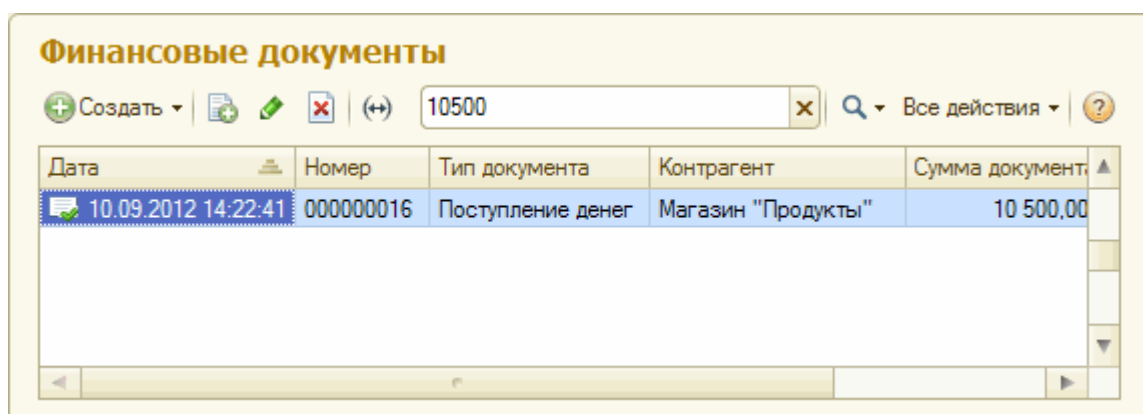 Финансовые документы
Создать 10500 Все действия
Дата Номер Тип документа Контрагент Сумма документа
10.09.2012 14:22:41 000000016 Поступление денег Магазин "Продукты" 10 500,00